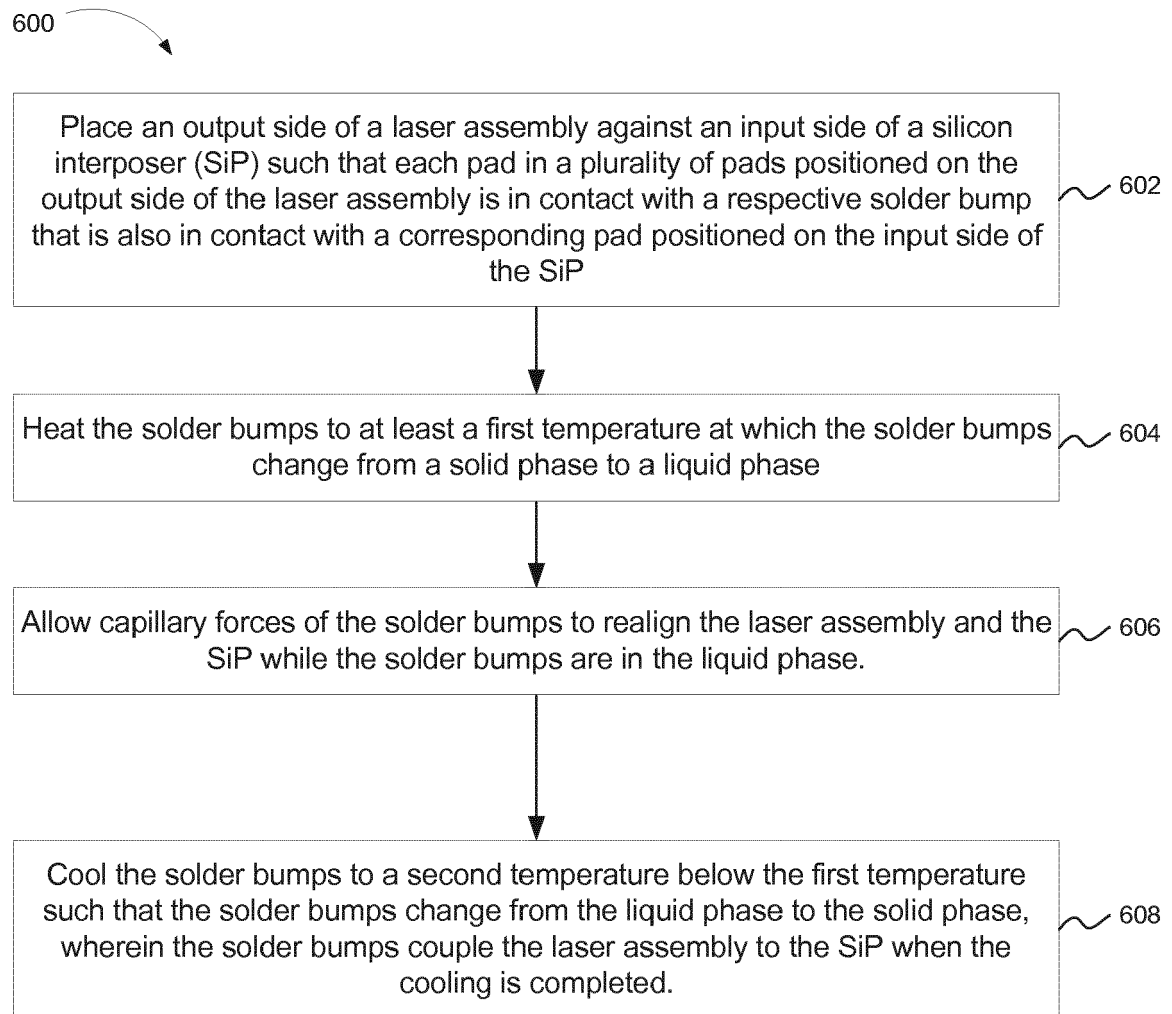 600
Place an output side of a laser assembly against an input side of a silicon
interposer (SiP) such that each pad in a plurality of pads positioned on the
output side of the laser assembly is in contact with a respective solder bump
that is also in contact with a corresponding pad positioned on the input side of
the SiP
602
Heat the solder bumps to at least a first temperature at which the solder bumps
change from a solid phase to a liquid phase
604
Allow capillary forces of the solder bumps to realign the laser assembly and the
SiP while the solder bumps are in the liquid phase.
606
Cool the solder bumps to a second temperature below the first temperature
such that the solder bumps change from the liquid phase to the solid phase,
wherein the solder bumps couple the laser assembly to the SiP when the
cooling is completed.
608